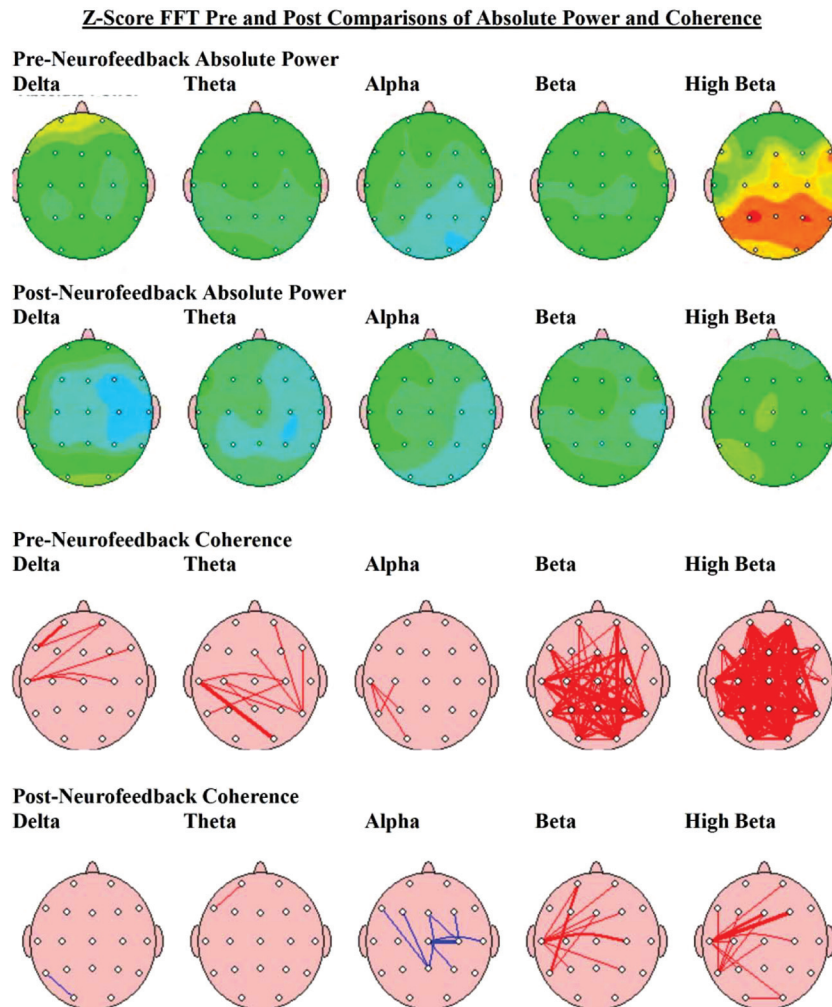 Z-Score FFT Pre and Post Comparisons of Absolute Power and Coherence
Pre-Neurofeedback Absolute Power
Delta Theta Alpha Beta High Beta
Post-Neurofeedback Absolute Power
Delta Theta Alpha Beta High Beta
Pre-Neurofeedback Coherence
Delta Theta Alpha Beta High Beta
Post-Neurofeedback Coherence
Delta Theta Alpha Beta High Beta